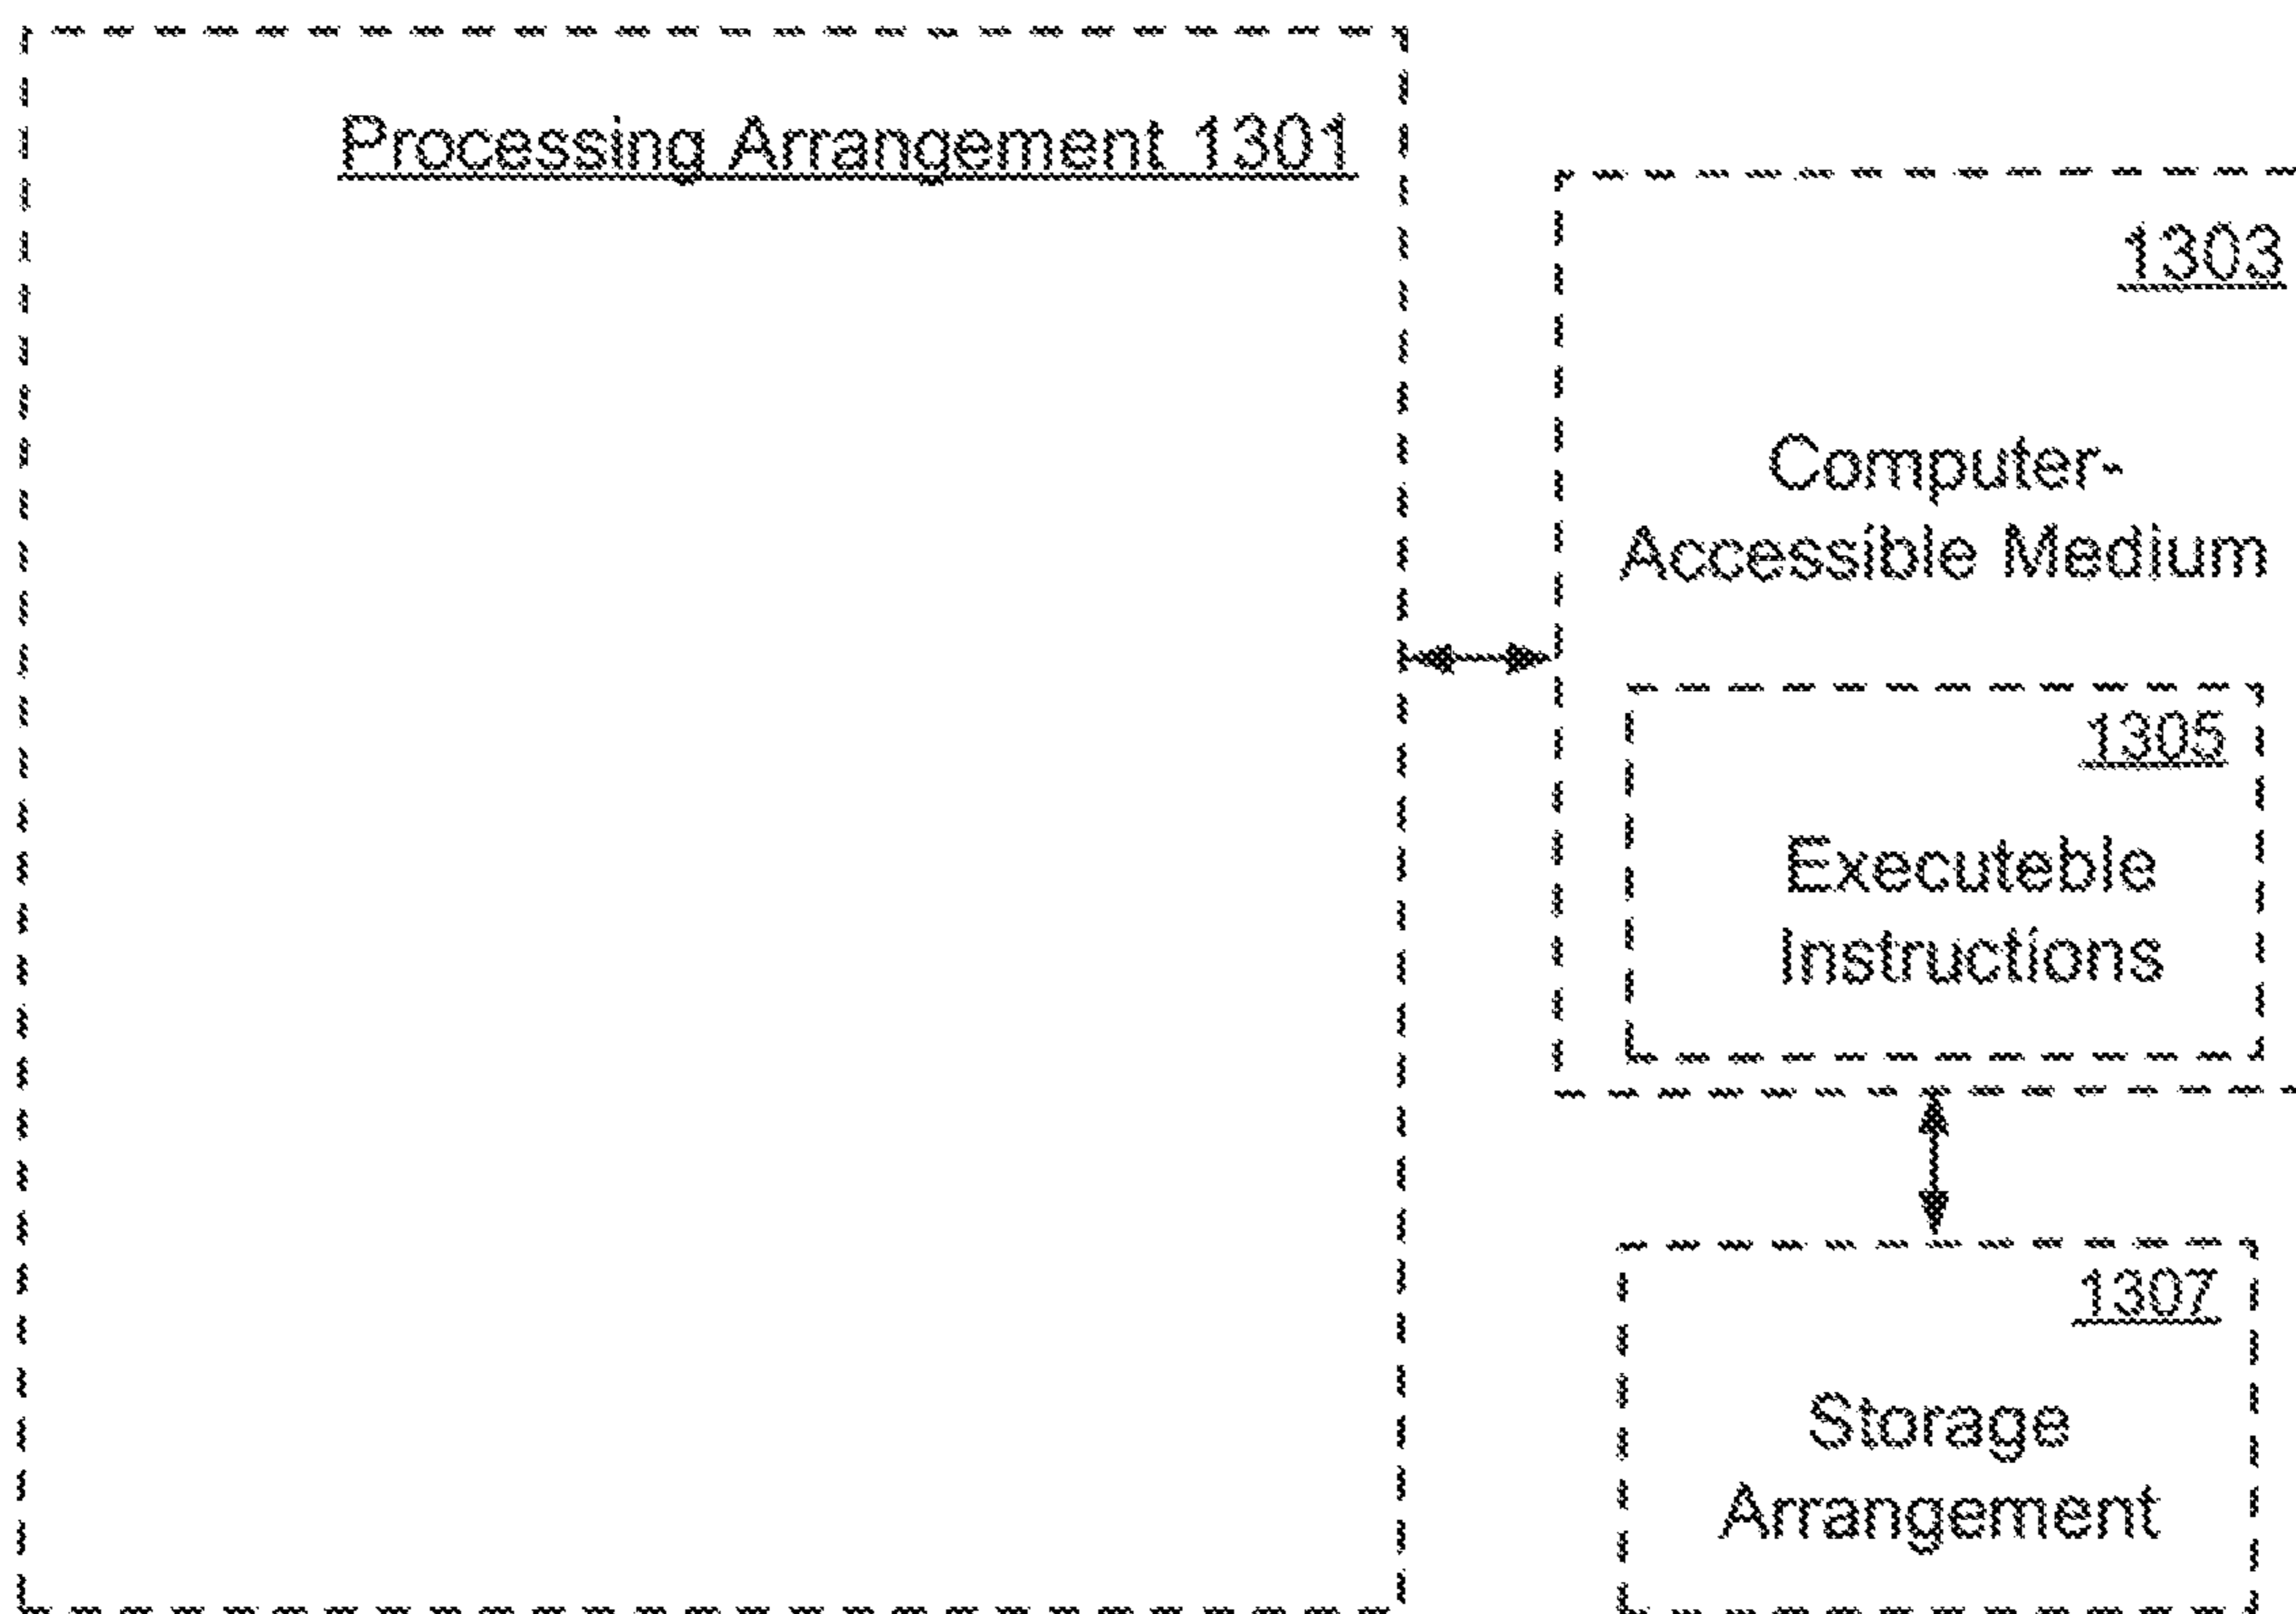 Processing Arrangement 1301
1303
Computer-
Accessible Medium
1305
Executeble
Instructions
1307
Storage
Arrangement